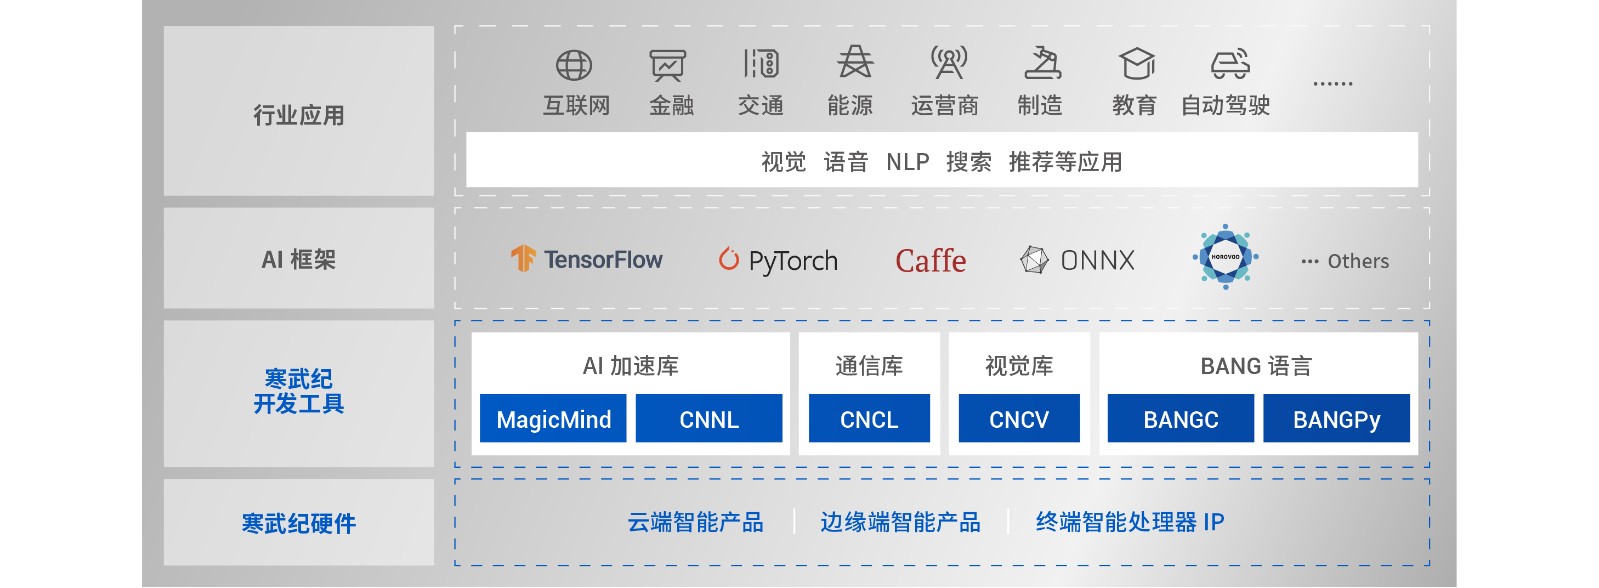 行业应用
互联网 金融 交通 能源 运营商 制造 教育 自动驾驶 ······
视觉 语音 NLP 搜索 推荐等应用
AI 框架
TensorFlow PyTorch Caffe ONNX HOROVOD ··· Others
寒武纪
开发工具
AI 加速库 通信库 视觉库 BANG 语言
MagicMind CNNL CNCL CNCV BANGC BANGPy
寒武纪硬件
云端智能产品 边缘端智能产品 终端智能处理器 IP